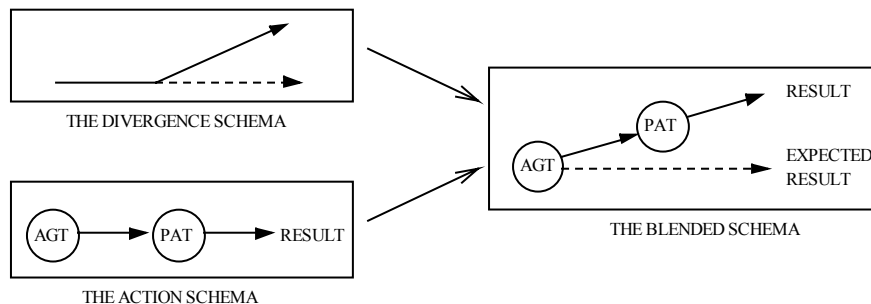 THE DIVERGENCE SCHEMA
AGT
PAT
RESULT
THE ACTION SCHEMA
RESULT
PAT
AGT
EXPECTED
RESULT
THE BLENDED SCHEMA